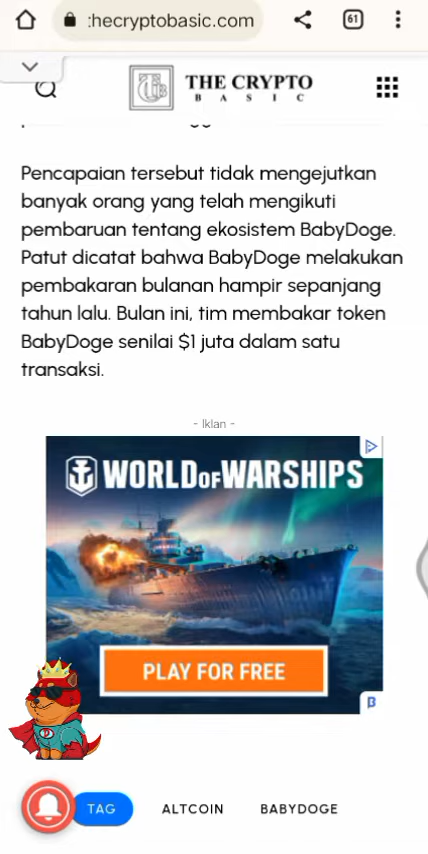 :hecryptobasic.com
61
THE CRYPTO
BASIC
Pencapaian tersebut tidak mengejutkan
banyak orang yang telah mengikuti
pembaruan tentang ekosistem BabyDoge.
Patut dicatat bahwa BabyDoge melakukan
pembakaran bulanan hampir sepanjang
tahun lalu. Bulan ini, tim membakar token
BabyDoge senilai $1 juta dalam satu
transaksi.
- Iklan -
WORLD OF WARSHIPS
PLAY FOR FREE
TAG
ALTCOIN
BABYDOGE